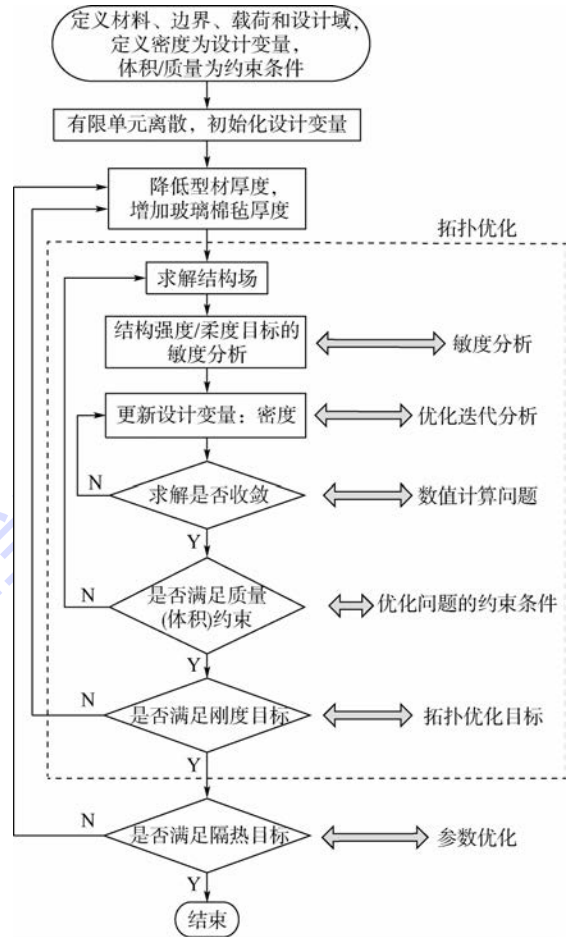 定义材料、边界、载荷和设计域,
定义密度为设计变量,
体积/质量为约束条件
有限单元离散，初始化设计变量
降低型材厚度,
增加玻璃棉毡厚度
拓扑优化
求解结构场
结构强度/柔度目标的
敏度分析
敏度分析
更新设计变量：密度
优化迭代分析
N
求解是否收敛
数值计算问题
Y
N
是否满足质量
(体积)约束
优化问题的约束条件
Y
N
是否满足刚度目标
拓扑优化目标
Y
N
是否满足隔热目标
参数优化
Y
结束